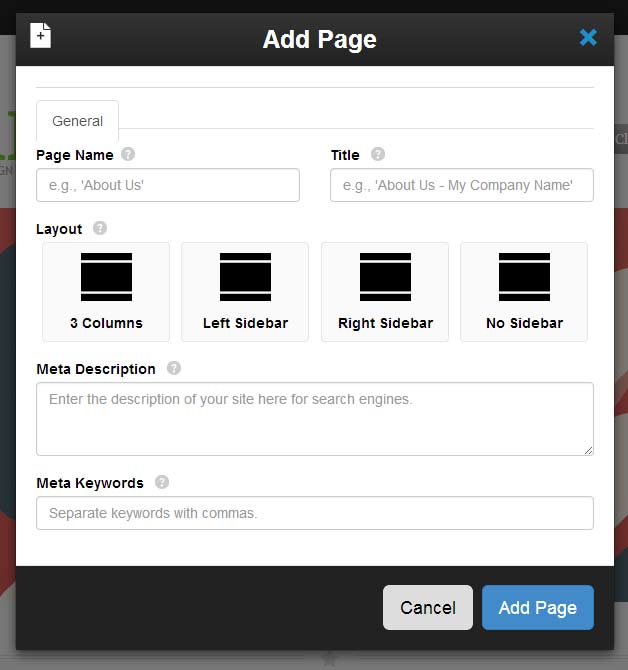 Add Page
General
Page Name ?
Title ?
e.g., 'About Us'
e.g., 'About Us - My Company Name'
Layout ?
3 Columns
Left Sidebar
Right Sidebar
No Sidebar
Meta Description ?
Enter the description of your site here for search engines.
Meta Keywords ?
Separate keywords with commas.
Cancel
Add Page